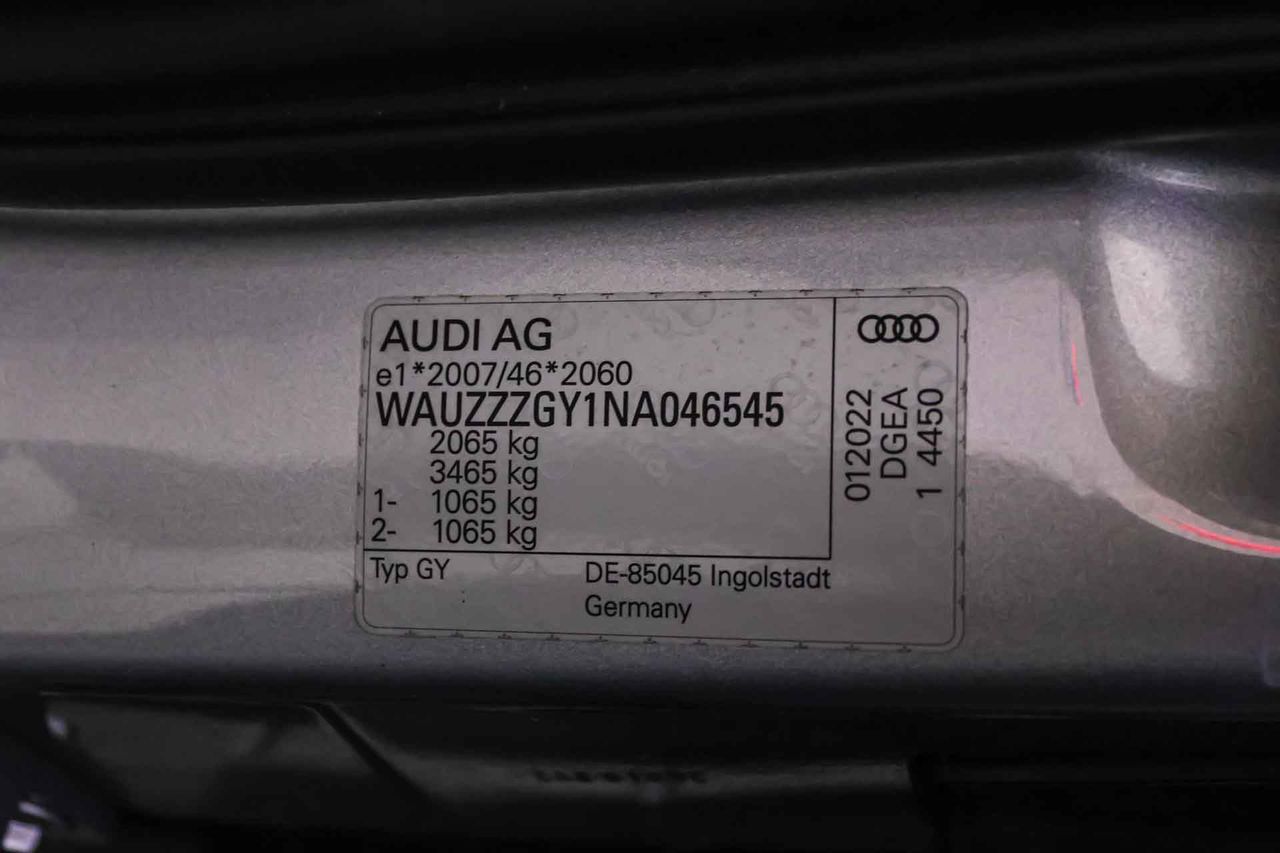 AUDI AG
e1*2007/46*2060
WAUZZZGY1NA046545
2065 kg
3465 kg
1- 1065 kg
2- 1065 kg
Typ GY
DE-85045 Ingolstadt
Germany
012022
DGEA
1 4450